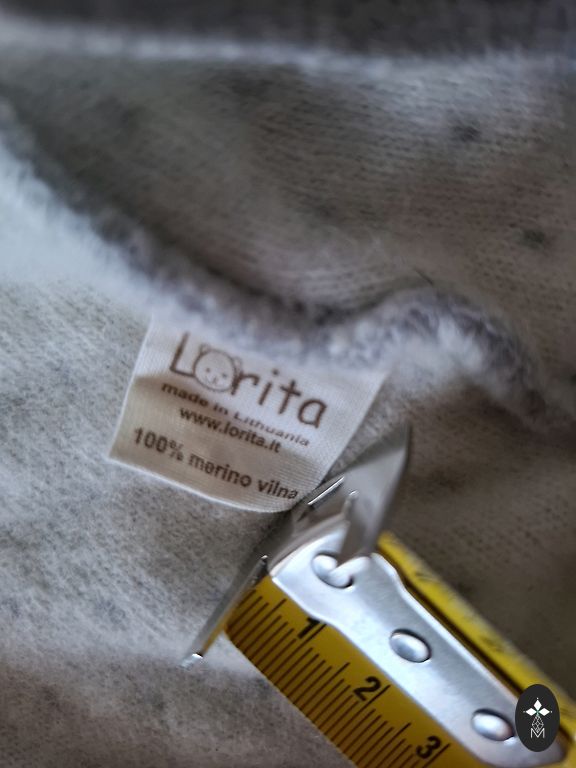 Lorita
made in Lithuania
www.lorita.lt
100% merino vilna
1
2
3
M